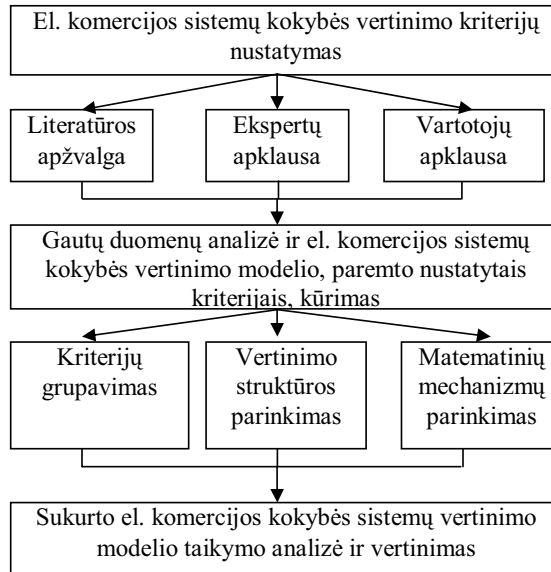 El. komercijos sistemų kokybės vertinimo kriterijų
nustatymas
Literatūros
apžvalga
Ekspertų
apklausa
Vartotojų
apklausa
Gautų duomenų analizė ir el. komercijos sistemų
kokybės vertinimo modelio, paremto nustatytais
kriterijais, kūrimas
Kriterijų
grupavimas
Vertinimo
struktūros
parinkimas
Matematinių
mechanizmų
parinkimas
Sukurto el. komercijos kokybės sistemų vertinimo
modelio taikymo analizė ir vertinimas